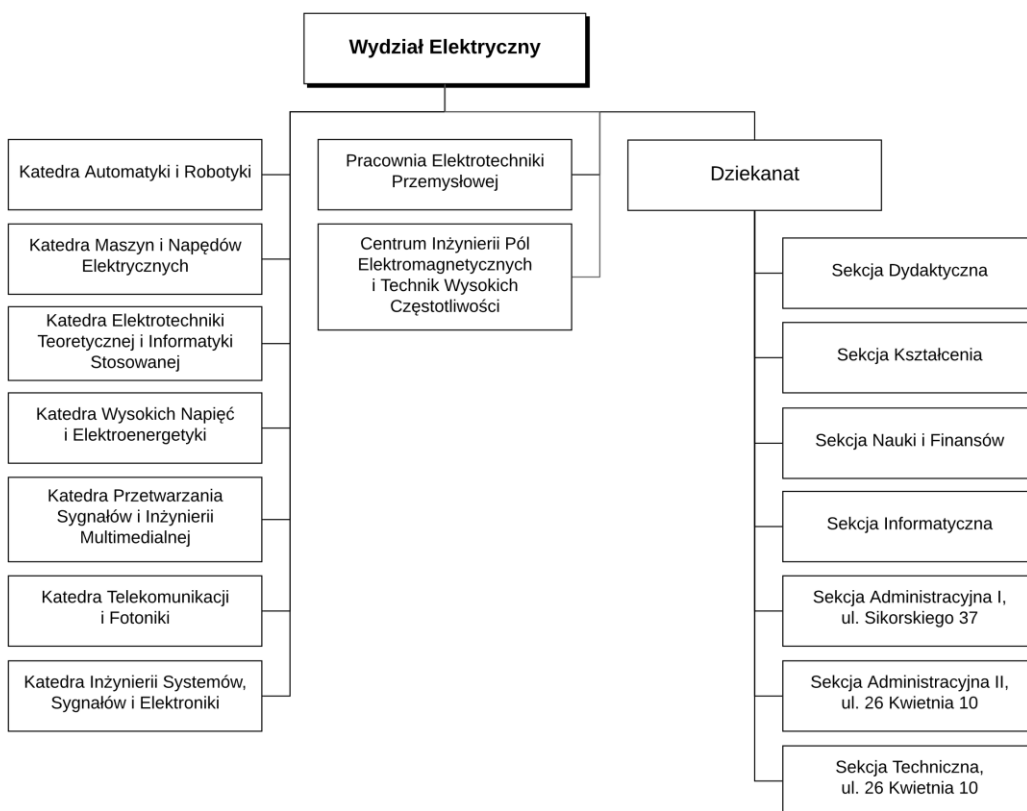 Wydział Elektryczny
Katedra Automatyki i Robotyki
Katedra Maszyn i Napędów
Elektrycznych
Katedra Elektrotechniki
Teoretycznej i Informatyki
Stosowanej
Katedra Wysokich Napięć
i Elektroenergetyki
Katedra Przetwarzania
Sygnałów i Inżynierii
Multimedialnej
Katedra Telekomunikacji
i Fotoniki
Katedra Inżynierii Systemów,
Sygnałów i Elektroniki
Pracownia Elektrotechniki
Przemysłowej
Centrum Inżynierii Pól
Elektromagnetycznych
i Technik Wysokich
Częstotliwości
Dziekanat
Sekcja Dydaktyczna
Sekcja Kształcenia
Sekcja Nauki i Finansów
Sekcja Informatyczna
Sekcja Administracyjna I,
ul. Sikorskiego 37
Sekcja Administracyjna II,
ul. 26 Kwietnia 10
Sekcja Techniczna,
ul. 26 Kwietnia 10